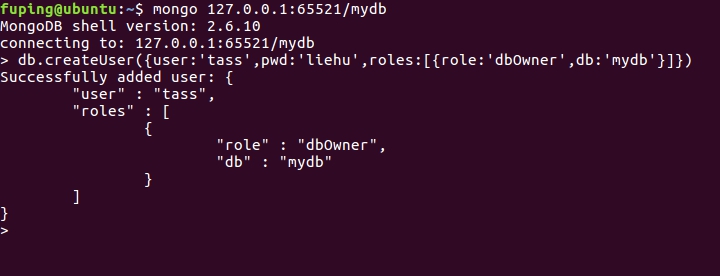 fuping@ubuntu:~$ mongo 127.0.0.1:65521/mydb
MongoDB shell version: 2.6.10
connecting to: 127.0.0.1:65521/mydb
> db.createUser({user:'tass',pwd:'liehu',roles:[{role:'dbOwner',db:'mydb'}]})
Successfully added user: {
        "user" : "tass",
        "roles" : [
                {
                        "role" : "dbOwner",
                        "db" : "mydb"
                }
        ]
}
>